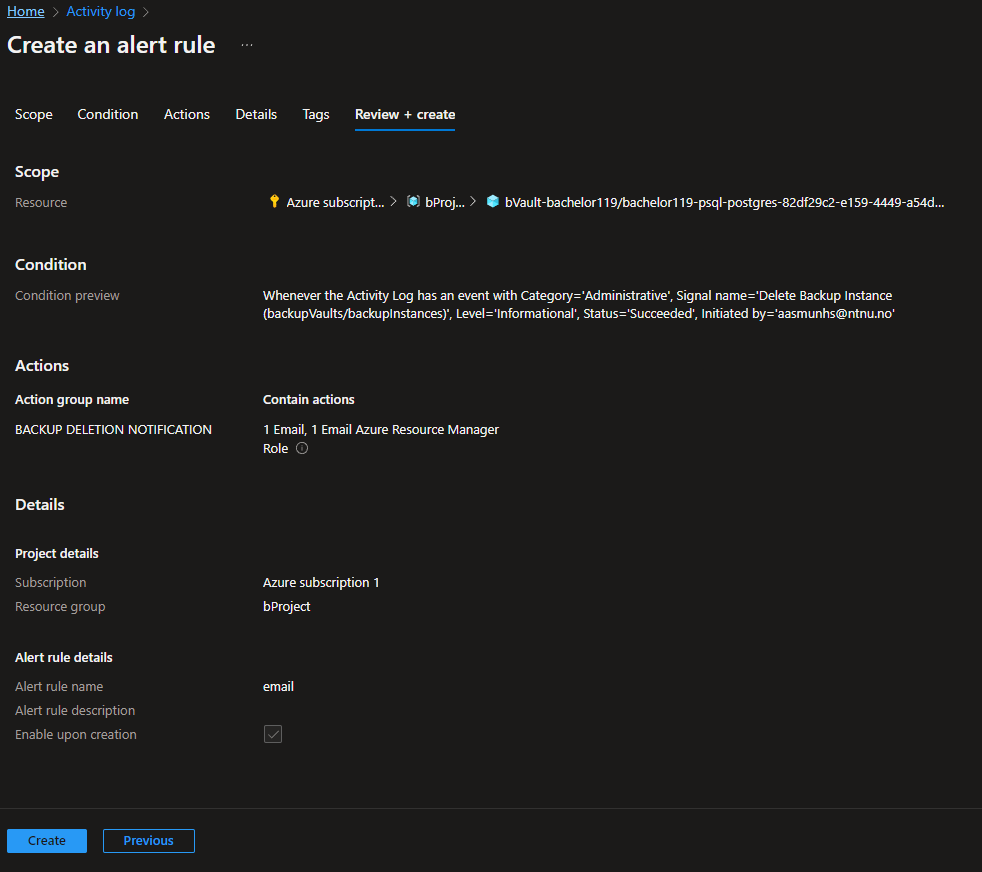 Home > Activity log >
Create an alert rule ...
Scope Condition Actions Details Tags Review + create
Scope
Resource Azure subscript... > bProj... > bVault-bachelor119/bachelor119-psql-postgres-82df29c2-e159-4449-a54d...
Condition
Condition preview Whenever the Activity Log has an event with Category='Administrative', Signal name='Delete Backup Instance
(backupVaults/backupInstances)', Level='Informational', Status='Succeeded', Initiated by='aasmunhs@ntnu.no'
Actions
Action group name Contain actions
BACKUP DELETION NOTIFICATION 1 Email, 1 Email Azure Resource Manager
Role
Details
Project details
Subscription Azure subscription 1
Resource group bProject
Alert rule details
Alert rule name email
Alert rule description
Enable upon creation
Create Previous